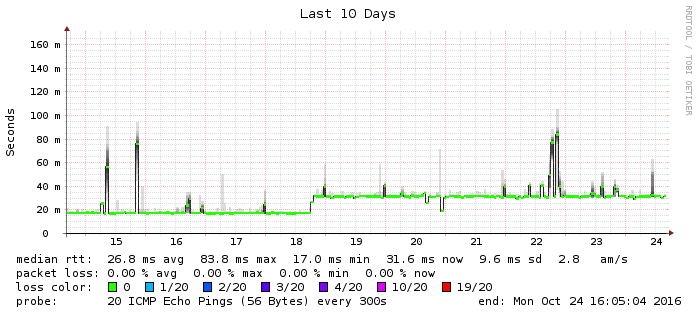 Last 10 Days
RRDTOOL / TOBI OETIKER
Seconds
160 m
140 m
120 m
100 m
80 m
60 m
40 m
20 m
0
15 16 17 18 19 20 21 22 23 24
median rtt: 26.8 ms avg 83.8 ms max 17.0 ms min 31.6 ms now 9.6 ms sd 2.8 am/s
packet loss: 0.00 % avg 0.00 % max 0.00 % min 0.00 % now
loss color: 0 1/20 2/20 3/20 4/20 10/20 19/20
probe: 20 ICMP Echo Pings (56 Bytes) every 300s end: Mon Oct 24 16:05:04 2016